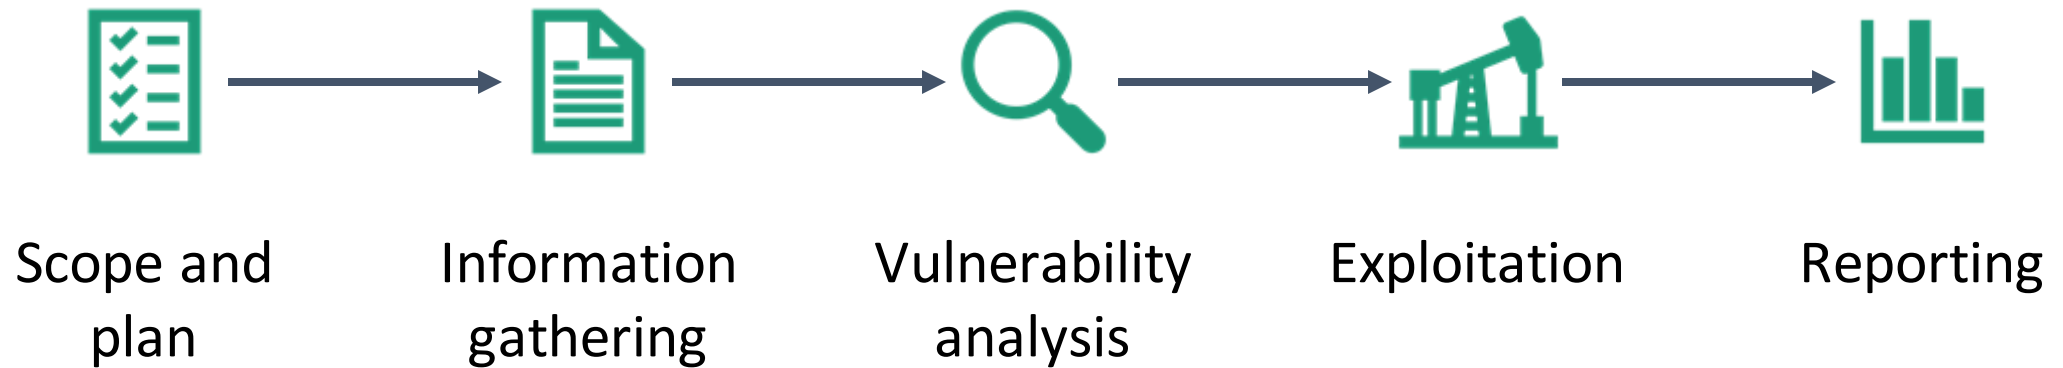 Scope and
plan
Information
gathering
Vulnerability
analysis
Exploitation
Reporting